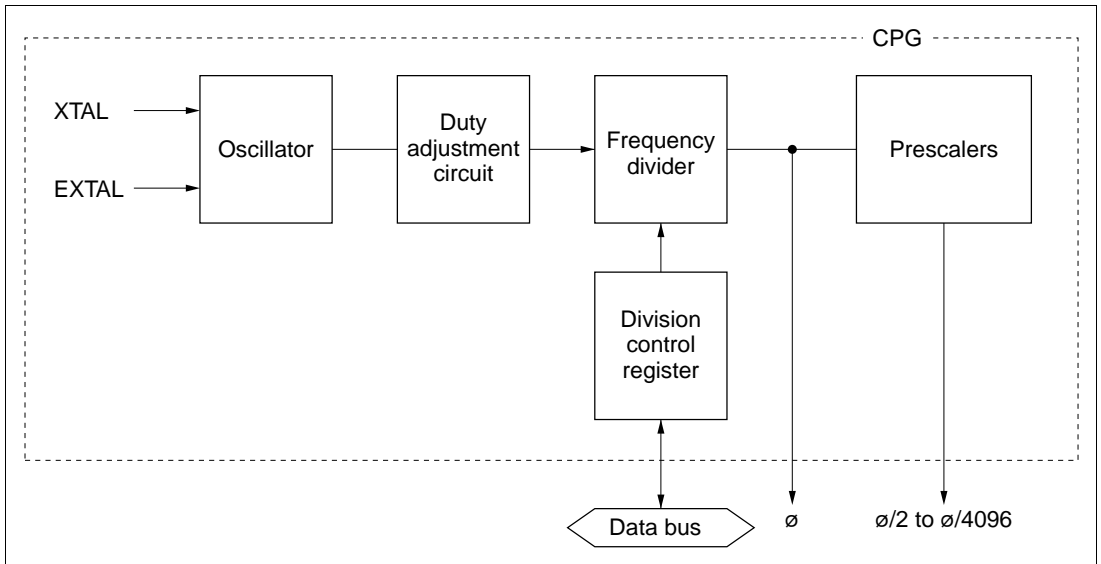 CPG
XTAL
EXTAL
Oscillator
Duty
adjustment
circuit
Frequency
divider
Prescalers
Division
control
register
Data bus
ø
ø/2 to ø/4096